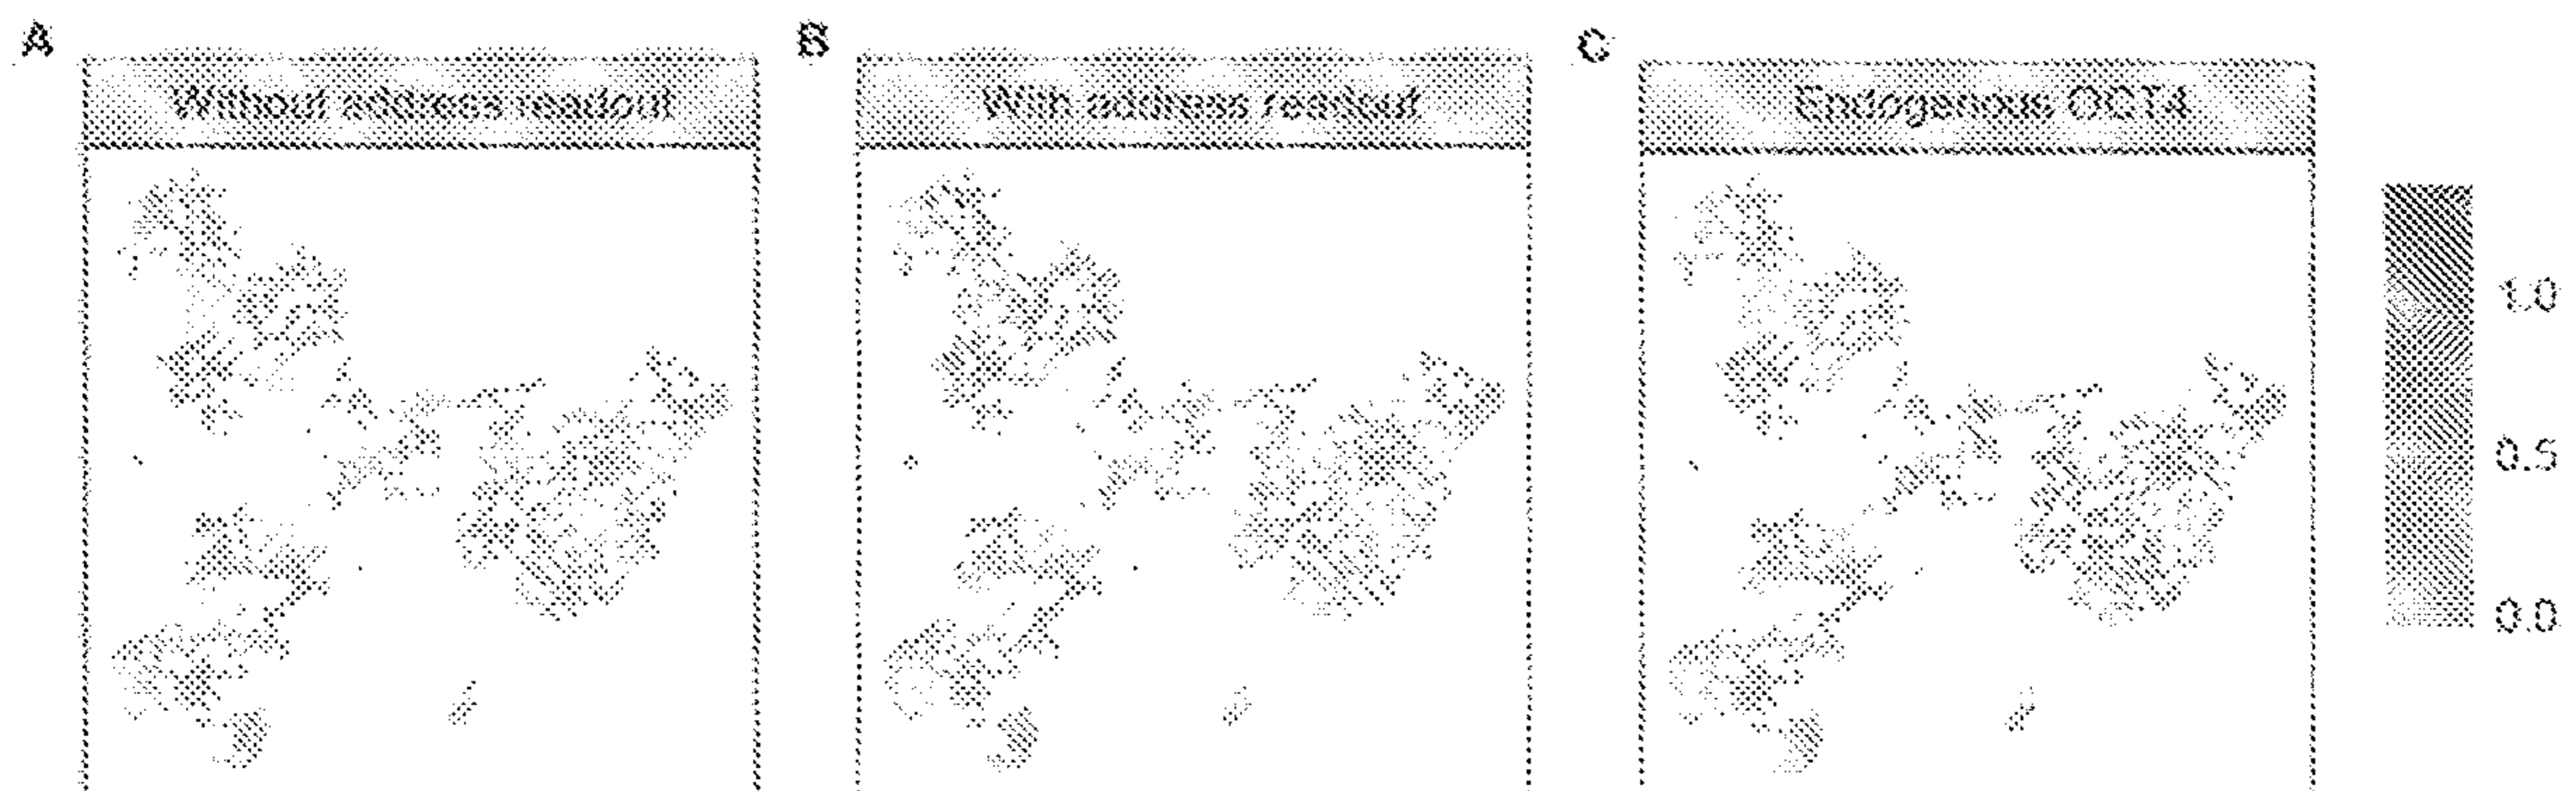 A
Without address readout
B
With address readout
C
Endogenous OCT4
1.0
0.5
0.0